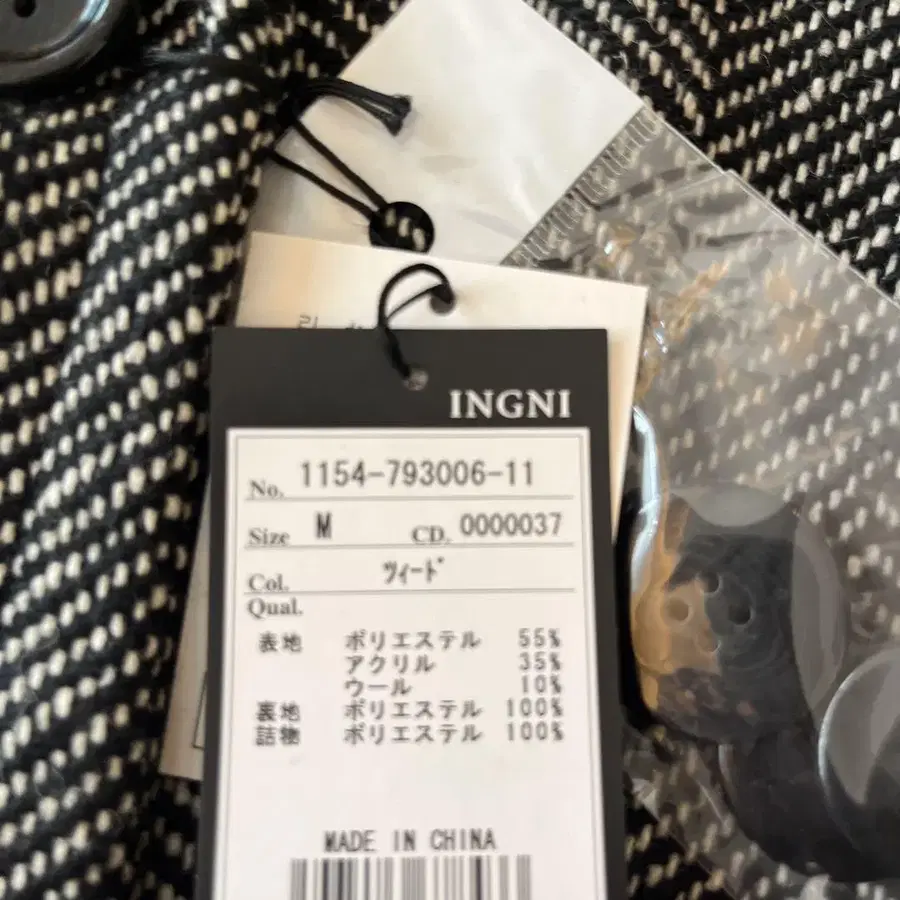 INGNI
No. 1154-793006-11
Size M CD. 0000037
Col. ツィード
Qual.
表地 ポリエステル 55%
アクリル 35%
ウール 10%
裏地 ポリエステル 100%
詰物 ポリエステル 100%
MADE IN CHINA